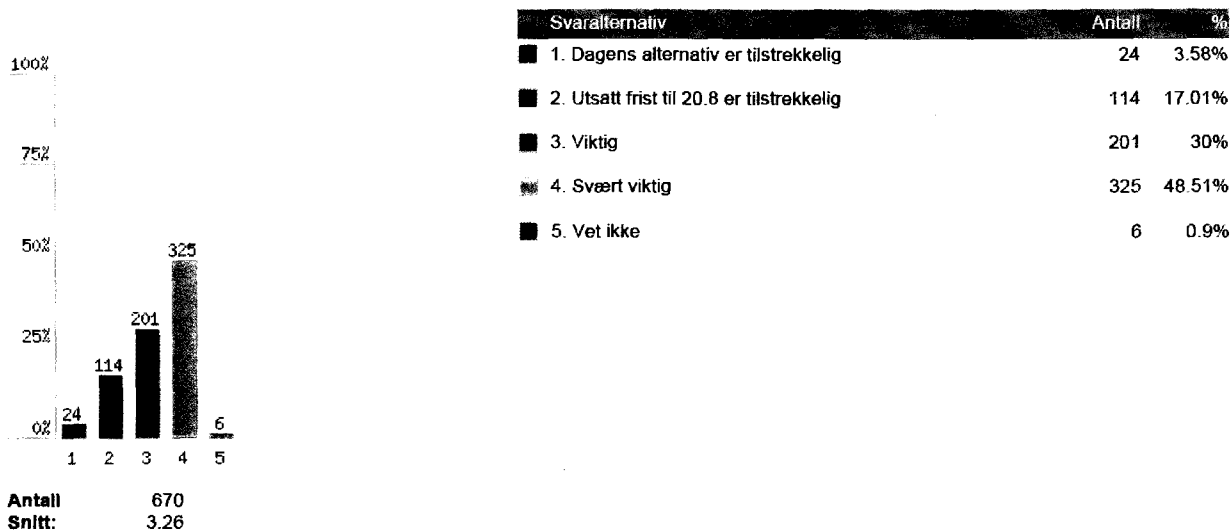 Svaralternativ Antall %
1. Dagens alternativ er tilstrekkelig 24 3.58%
2. Utsatt frist til 20.8 er tilstrekkelig 114 17.01%
3. Viktig 201 30%
4. Svært viktig 325 48.51%
5. Vet ikke 6 0.9%
100%
75%
50%
25%
0%
24 114 201 325 6
1 2 3 4 5
Antall 670
Snitt: 3.26